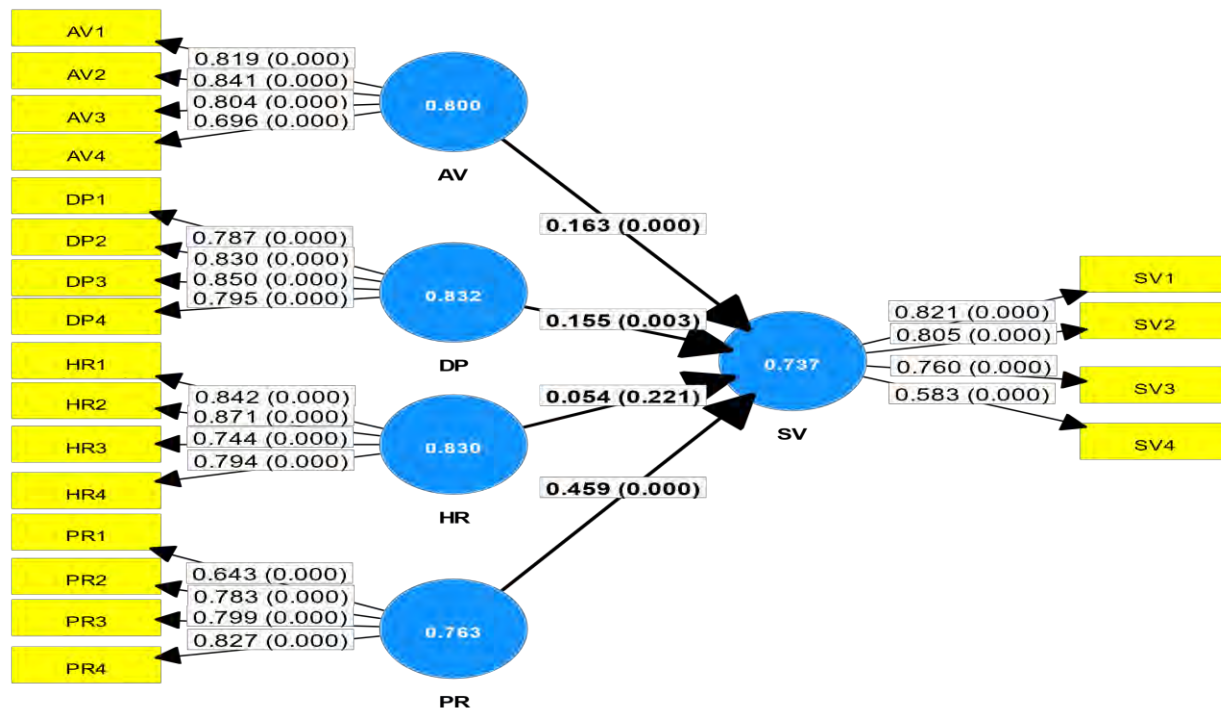 AV1
AV2
AV3
AV4
0.819 (0.000)
0.841 (0.000)
0.804 (0.000)
0.696 (0.000)
0.800
AV
DP1
DP2
DP3
DP4
0.787 (0.000)
0.830 (0.000)
0.850 (0.000)
0.795 (0.000)
0.832
DP
HR1
HR2
HR3
HR4
0.842 (0.000)
0.871 (0.000)
0.744 (0.000)
0.794 (0.000)
0.830
HR
PR1
PR2
PR3
PR4
0.643 (0.000)
0.783 (0.000)
0.799 (0.000)
0.827 (0.000)
0.763
PR
0.163 (0.000)
0.155 (0.003)
0.054 (0.221)
0.459 (0.000)
0.737
SV
0.821 (0.000)
0.805 (0.000)
0.760 (0.000)
0.583 (0.000)
SV1
SV2
SV3
SV4